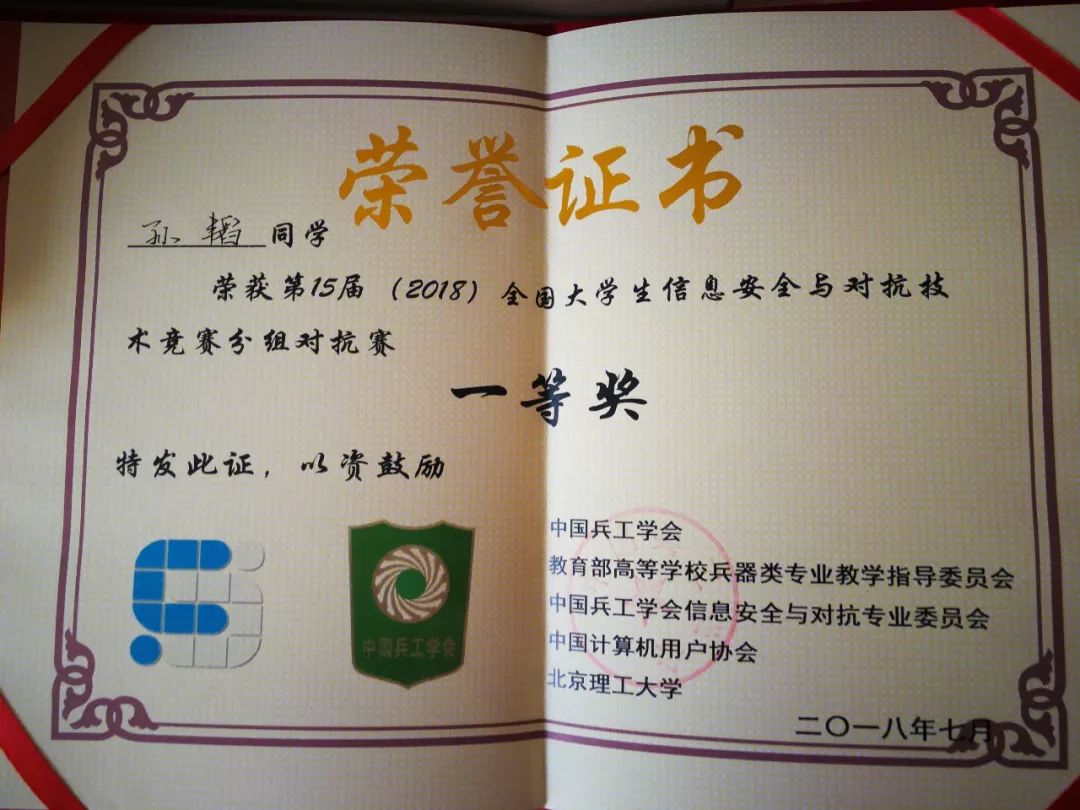 荣誉证书
孙韬 同学
荣获第15届（2018）全国大学生信息安全与对抗技
术竞赛分组对抗赛
一等奖
特发此证，以资鼓励
中国兵工学会
中国兵工学会
教育部高等学校兵器类专业教学指导委员会
中国兵工学会信息安全与对抗专业委员会
中国计算机用户协会
北京理工大学
二〇一八年七月